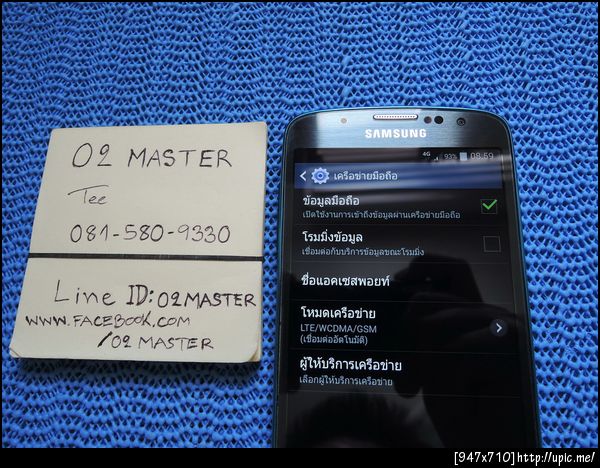 O2 MASTER
Tee
081-580-9330
Line ID: O2MASTER
WWW.FACEBOOK.COM
/O2 MASTER
SAMSUNG
4G 93% 09:59
เครือข่ายมือถือ
ข้อมูลมือถือ
เปิดใช้งานการเข้าถึงข้อมูลผ่านเครือข่ายมือถือ
โรมมิ่งข้อมูล
เชื่อมต่อกับบริการข้อมูลขณะโรมมิ่ง
ชื่อแอคเซสพอยท์
โหมดเครือข่าย
LTE/WCDMA/GSM
(เชื่อมต่ออัตโนมัติ)
ผู้ให้บริการเครือข่าย
เลือกผู้ให้บริการเครือข่าย
[947x710]http://upic.me/